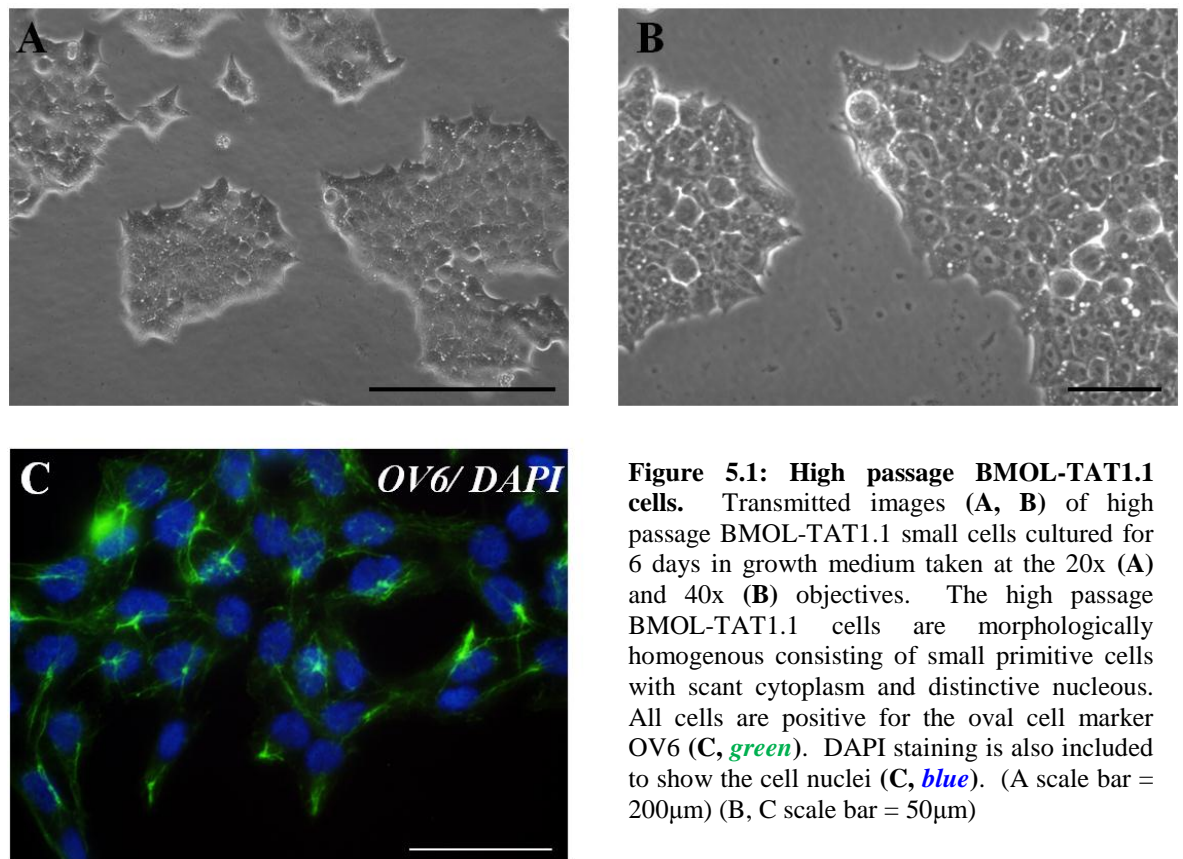 A
B
C
OV6/ DAPI
Figure 5.1: High passage BMOL-TAT1.1
cells. Transmitted images (A, B) of high
passage BMOL-TAT1.1 small cells cultured for
6 days in growth medium taken at the 20x (A)
and 40x (B) objectives. The high passage
BMOL-TAT1.1 cells are morphologically
homogenous consisting of small primitive cells
with scant cytoplasm and distinctive nucleous.
All cells are positive for the oval cell marker
OV6 (C, green). DAPI staining is also included
to show the cell nuclei (C, blue). (A scale bar =
200μm) (B, C scale bar = 50μm)